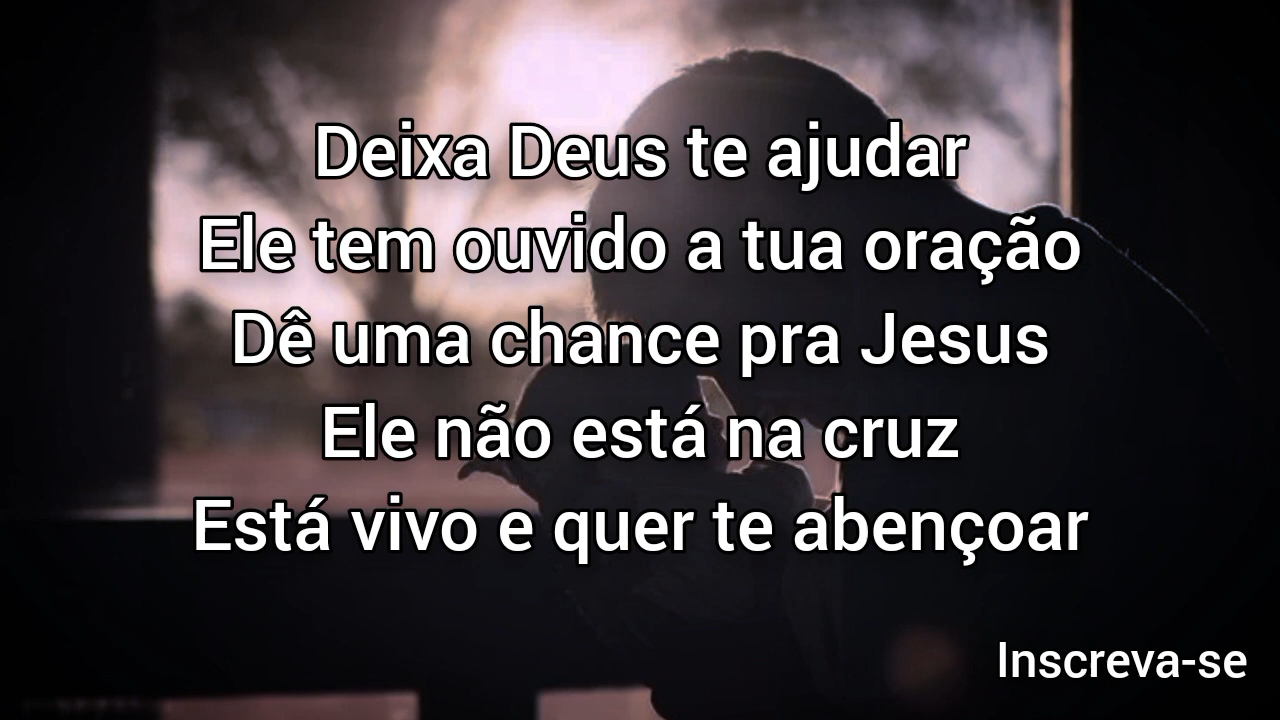 Deixa Deus te ajudar
Ele tem ouvido a tua oração
Dê uma chance pra Jesus
Ele não está na cruz
Está vivo e quer te abençoar
Inscreva-se